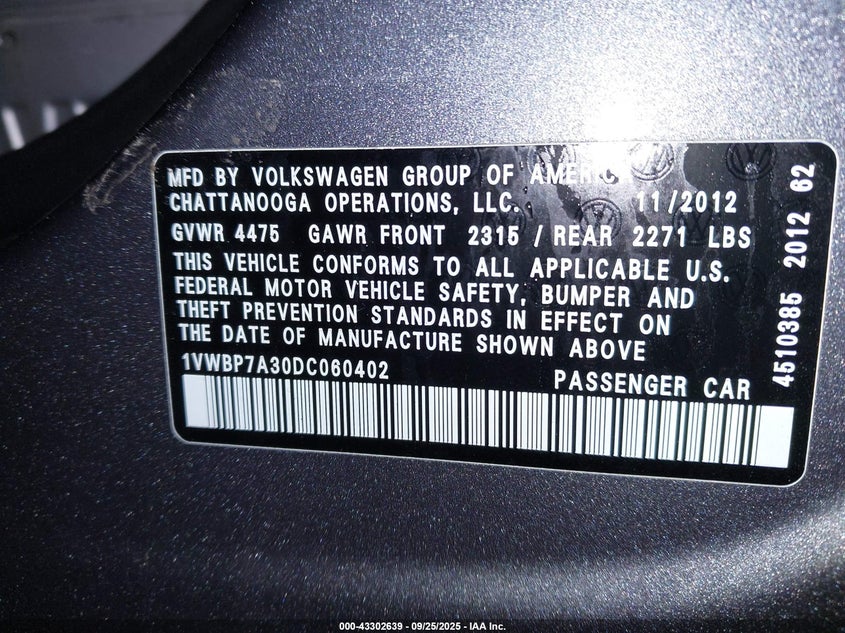 MFD BY VOLKSWAGEN GROUP OF AMERICA
CHATTANOOGA OPERATIONS, LLC. 11/2012
GVWR 4475 GAWR FRONT 2315 / REAR 2271 LBS
THIS VEHICLE CONFORMS TO ALL APPLICABLE U.S.
FEDERAL MOTOR VEHICLE SAFETY, BUMPER AND
THEFT PREVENTION STANDARDS IN EFFECT ON
THE DATE OF MANUFACTURE SHOWN ABOVE
1VWBP7A30DC060402 PASSENGER CAR
4510385 2012 62
000-43302639 - 09/25/2025 - IAA Inc.